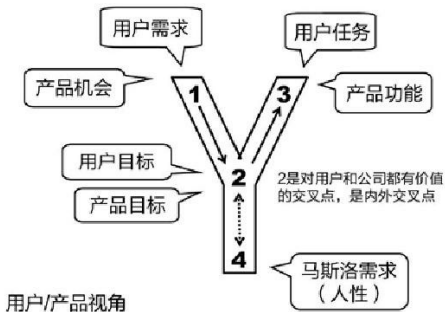 用户需求
用户任务
产品机会
1
3
产品功能
用户目标
2
2是对用户和公司都有价值
的交叉点，是内外交叉点
产品目标
4
马斯洛需求
（人性）
用户/产品视角